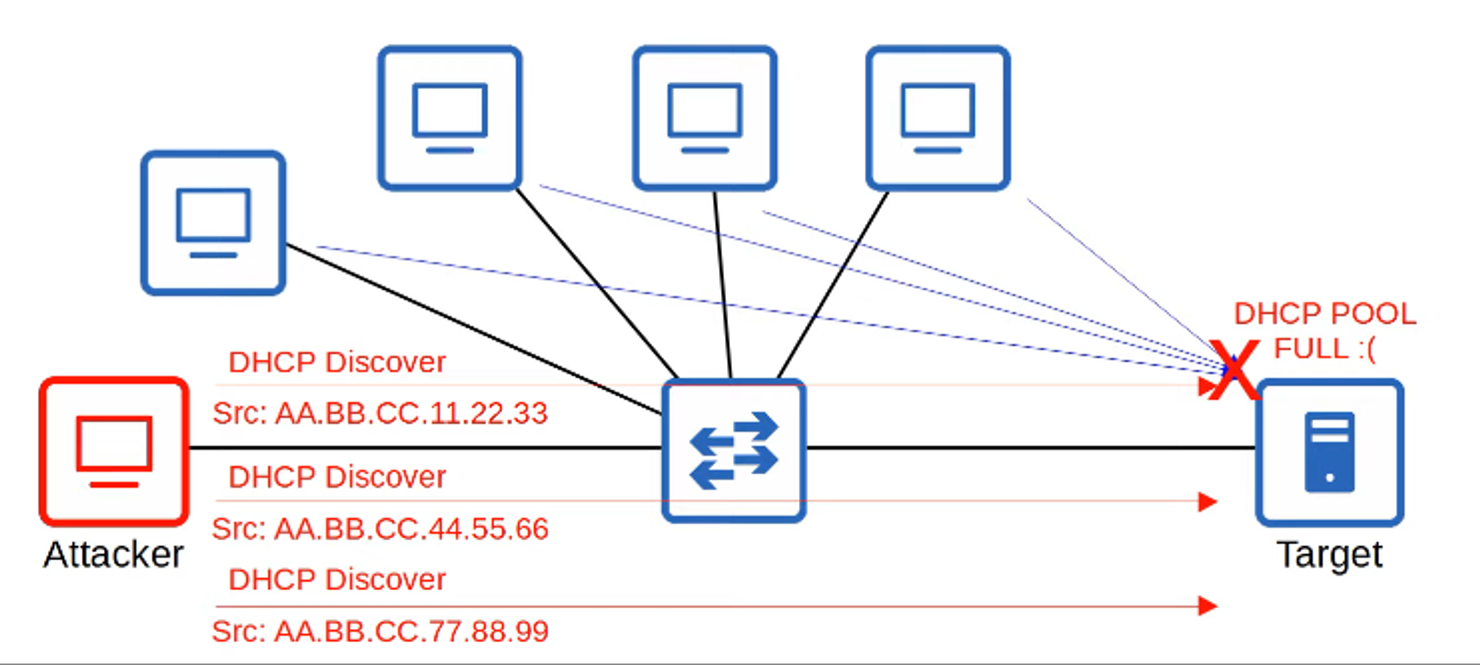 DHCP POOL
FULL :(
DHCP Discover
Src: AA.BB.CC.11.22.33
DHCP Discover
Src: AA.BB.CC.44.55.66
Attacker
Target
DHCP Discover
Src: AA.BB.CC.77.88.99